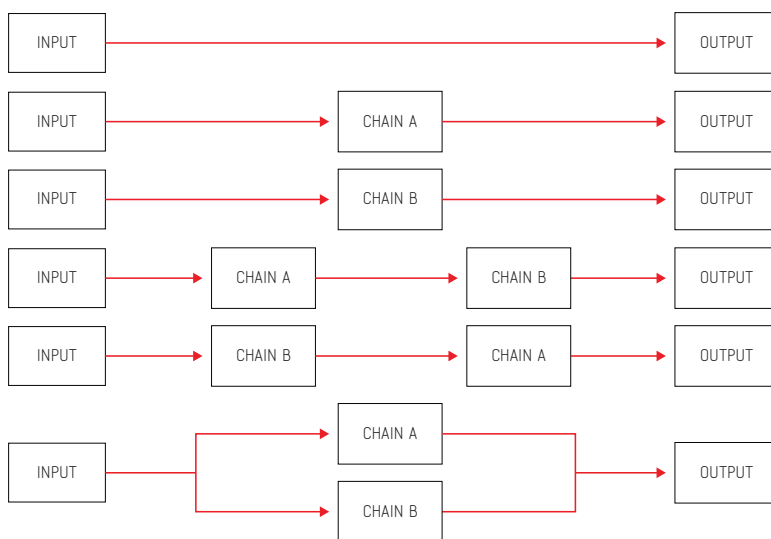 INPUT OUTPUT
INPUT CHAIN A OUTPUT
INPUT CHAIN B OUTPUT
INPUT CHAIN A CHAIN B OUTPUT
INPUT CHAIN B CHAIN A OUTPUT
CHAIN A
INPUT OUTPUT
CHAIN B